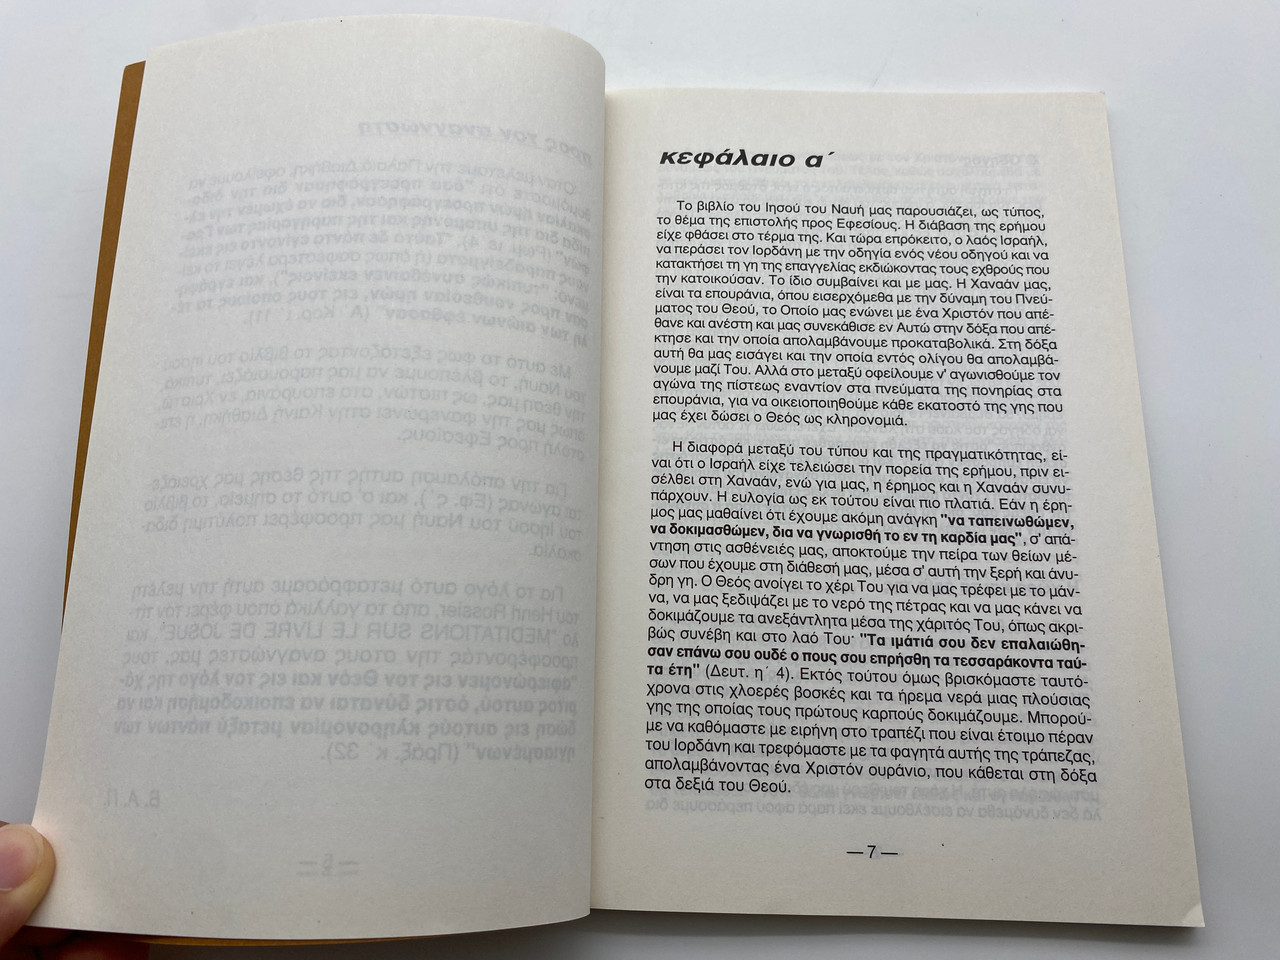 κεφάλαιο α΄
Το βιβλίο του Ιησού του Ναυή μας παρουσιάζει, ως τύπος,
το θέμα της επιστολής προς Εφεσίους. Η διάβαση της ερήμου
είχε φθάσει στο τέρμα της. Και τώρα επρόκειτο, ο λαός Ισραήλ,
να περάσει τον Ιορδάνη με την οδηγία ενός νέου οδηγού και να
κατακτήσει τη γη της επαγγελίας εκδιώκοντας τους εχθρούς που
την κατοικούσαν. Το ίδιο συμβαίνει και με μας. Η Χαναάν μας,
είναι τα επουράνια, όπου εισερχόμεθα με την δύναμη του Πνεύ-
ματος του Θεού, το Οποίο μας ενώνει με ένα Χριστόν που απέ-
θανε και ανέστη και μας συνεκάθισε εν Αυτώ στην δόξα που απέ-
κτησε και την οποία απολαμβάνουμε προκαταβολικά. Στη δόξα
αυτή θα μας εισάγει και την οποία εντός ολίγου θα απολαμβά-
νουμε μαζί Του. Αλλά στο μεταξύ οφείλουμε ν' αγωνισθούμε τον
αγώνα της πίστεως εναντίον στα πνεύματα της πονηρίας στα
επουράνια, για να οικειοποιηθούμε κάθε εκατοστό της γης που
μας έχει δώσει ο Θεός ως κληρονομιά.
Η διαφορά μεταξύ του τύπου και της πραγματικότητας, εί-
ναι ότι ο Ισραήλ είχε τελειώσει την πορεία της ερήμου, πριν ει-
σέλθει στη Χαναάν, ενώ για μας, η έρημος και η Χαναάν συνυ-
πάρχουν. Η ευλογία ως εκ τούτου είναι πιο πλατιά. Εάν η έρη-
μος μας μαθαίνει ότι έχουμε ακόμη ανάγκη "να ταπεινωθώμεν,
να δοκιμασθώμεν, δια να γνωρισθή το εν τη καρδία μας", σ' απά-
ντηση στις ασθένειές μας, αποκτούμε την πείρα των θείων μέ-
σων που έχουμε στη διάθεσή μας, μέσα σ' αυτή την ξερή και άνυ-
δρη γη. Ο Θεός ανοίγει το χέρι Του για να μας τρέφει με το μάν-
να, να μας ξεδιψάζει με το νερό της πέτρας και να μας κάνει να
δοκιμάζουμε τα ανεξάντλητα μέσα της χάριτός Του, όπως ακρι-
βώς συνέβη και στο λαό Του· "Τα ιμάτιά σου δεν επαλαιώθη-
σαν επάνω σου ουδέ ο πους σου επρήσθη τα τεσσαράκοντα ταύ-
τα έτη" (Δευτ. η΄ 4). Εκτός τούτου όμως βρισκόμαστε ταυτό-
χρονα στις χλοερές βοσκές και τα ήρεμα νερά μιας πλούσιας
γης της οποίας τους πρώτους καρπούς δοκιμάζουμε. Μπορού-
με να καθόμαστε με ειρήνη στο τραπέζι που είναι έτοιμο πέραν
του Ιορδάνη και τρεφόμαστε με τα φαγητά αυτής της τράπεζας,
απολαμβάνοντας ένα Χριστόν ουράνιο, που κάθεται στη δόξα
στα δεξιά του Θεού.
— 7 —